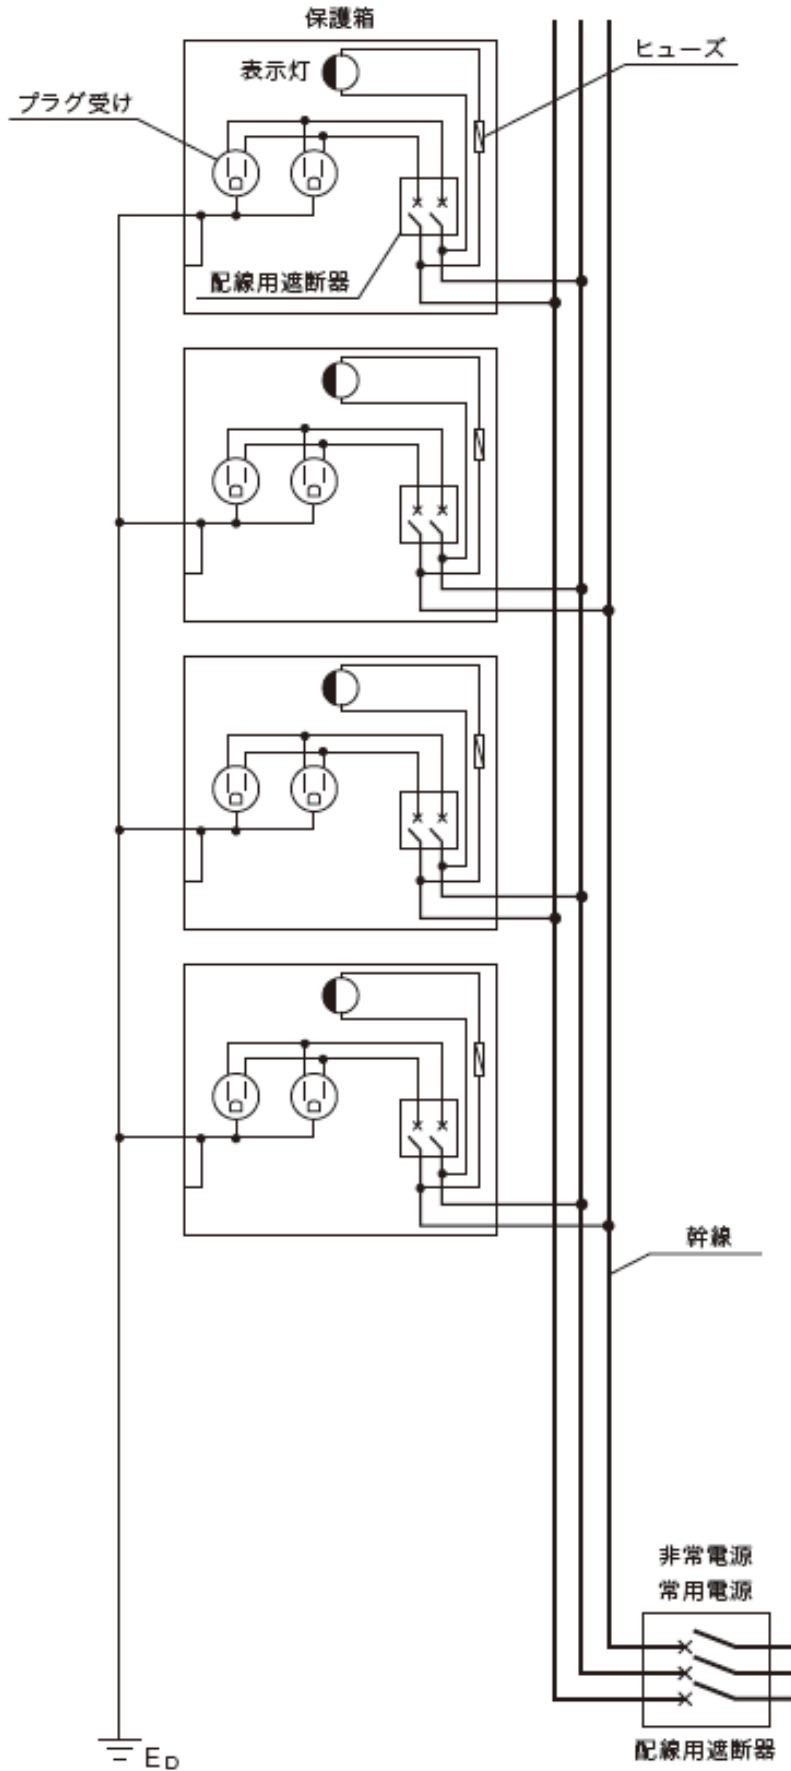 保護箱
ヒューズ
表示灯
プラグ受け
配線用遮断器
幹線
非常電源
常用電源
配線用遮断器
ED